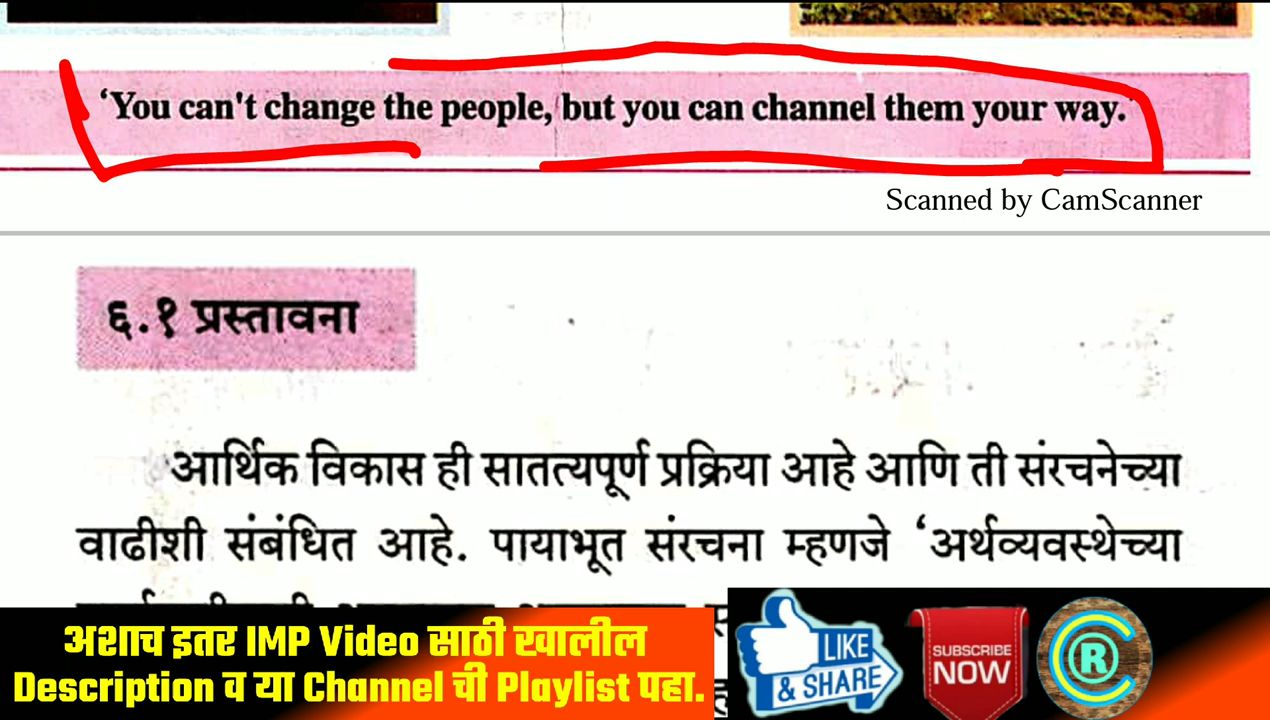 ‘You can't change the people, but you can channel them your way.
Scanned by CamScanner
६.१ प्रस्तावना
आर्थिक विकास ही सातत्यपूर्ण प्रक्रिया आहे आणि ती संरचनेच्या
वाढीशी संबंधित आहे. पायाभूत संरचना म्हणजे ‘अर्थव्यवस्थेच्या
अशाच इतर IMP Video साठी खालील
Description व या Channel ची Playlist पहा.
LIKE
& SHARE
SUBSCRIBE
NOW
R